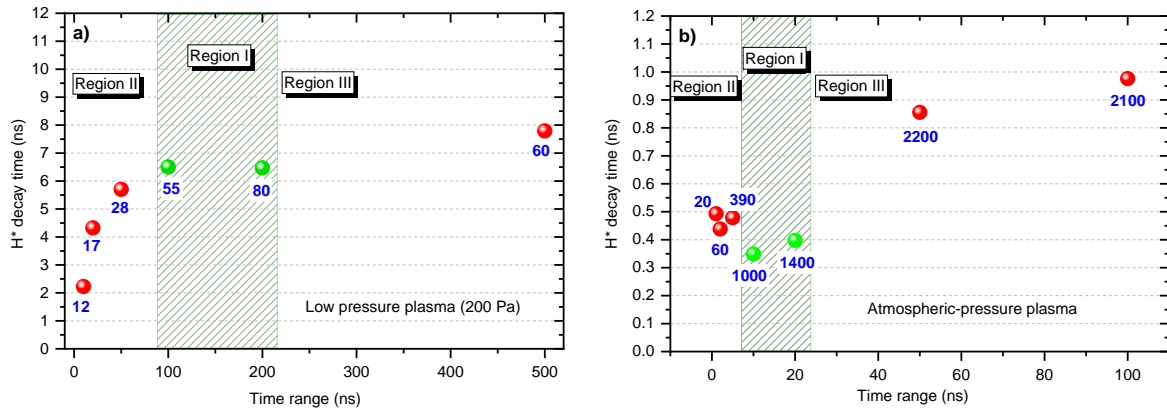 a)
Region I
Region II
Region III
12
11
10
9
8
7
6
5
4
3
2
1
0
H* decay time (ns)
12
17
28
55
80
60
Low pressure plasma (200 Pa)
0 100 200 300 400 500
Time range (ns)
b)
Region I
Region II
Region III
1.2
1.1
1.0
0.9
0.8
0.7
0.6
0.5
0.4
0.3
0.2
0.1
0.0
H* decay time (ns)
20
60
390
1000
1400
2200
2100
Atmospheric-pressure plasma
0 20 40 60 80 100
Time range (ns)